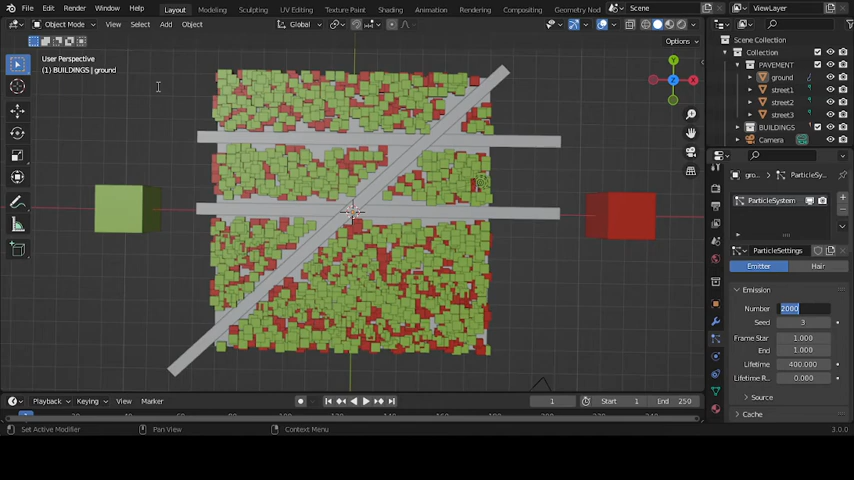 File Edit Render Window Help Layout Modeling Sculpting UV Editing Texture Paint Shading Animation Rendering Compositing Geometry Nod Scene ViewLayer
Object Mode View Select Add Object Global
Options
User Perspective
(1) BUILDINGS | ground
Y
X
Z
Scene Collection
Collection
PAVEMENT
ground
street1
street2
street3
BUILDINGS
Camera
gro... ParticleSy...
ParticleSystem
ParticleSettings
Emitter Hair
Emission
Number 2000
Seed 3
Frame Star 1.000
End 1.000
Lifetime 400.000
Lifetime R... 0.000
Source
Cache
Playback Keying View Marker 1 Start 1 End 250
Set Active Modifier Pan View Context Menu 3.0.0